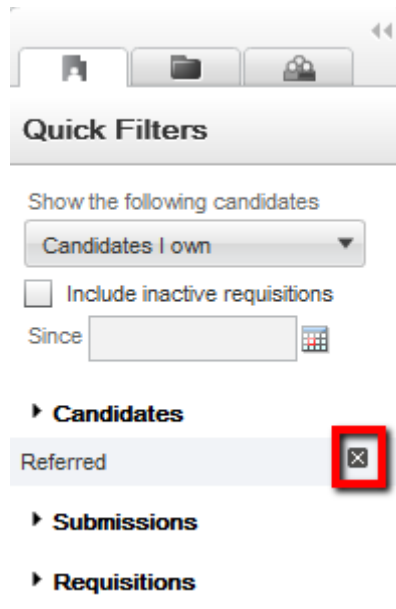 Quick Filters
Show the following candidates
Candidates I own
Include inactive requisitions
Since
Candidates
Referred
Submissions
Requisitions